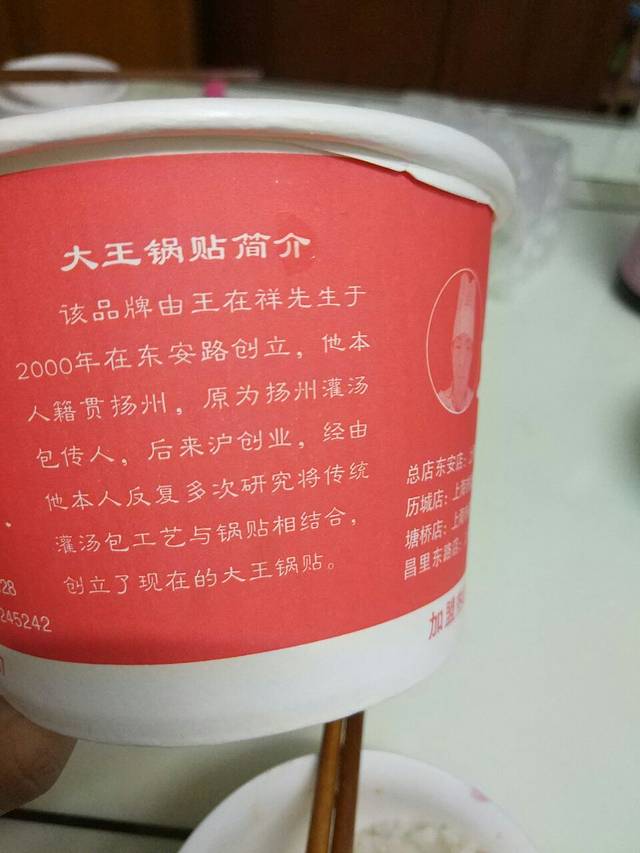 大王锅贴简介
该品牌由王在祥先生于
2000年在东安路创立，他本
人籍贯扬州，原为扬州灌汤
包传人，后来沪创业，经由
他本人反复多次研究将传统
灌汤包工艺与锅贴相结合，
创立了现在的大王锅贴。
28
245242
总店东安店：
历城店：上海
塘桥店：上海
昌里东路店：
加盟